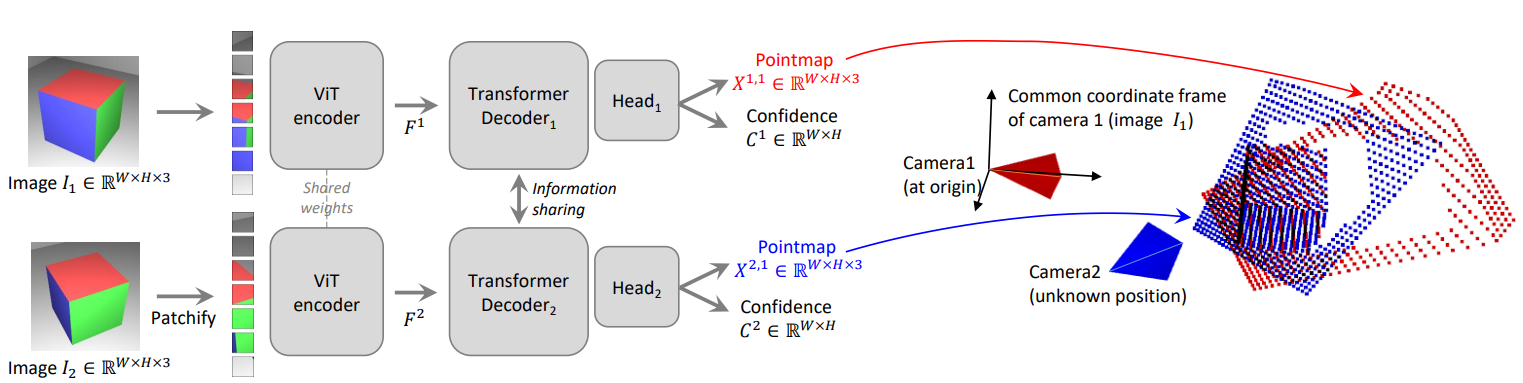 Image I₁ ∈ ℝ^{W×H×3}
ViT
encoder
F¹
Transformer
Decoder₁
Head₁
Pointmap
X^{1,1} ∈ ℝ^{W×H×3}
Confidence
C¹ ∈ ℝ^{W×H}
Common coordinate frame
of camera 1 (image I₁)
Camera1
(at origin)
Shared
weights
Information
sharing
Image I₂ ∈ ℝ^{W×H×3}
Patchify
ViT
encoder
F²
Transformer
Decoder₂
Head₂
Pointmap
X^{2,1} ∈ ℝ^{W×H×3}
Confidence
C² ∈ ℝ^{W×H}
Camera2
(unknown position)